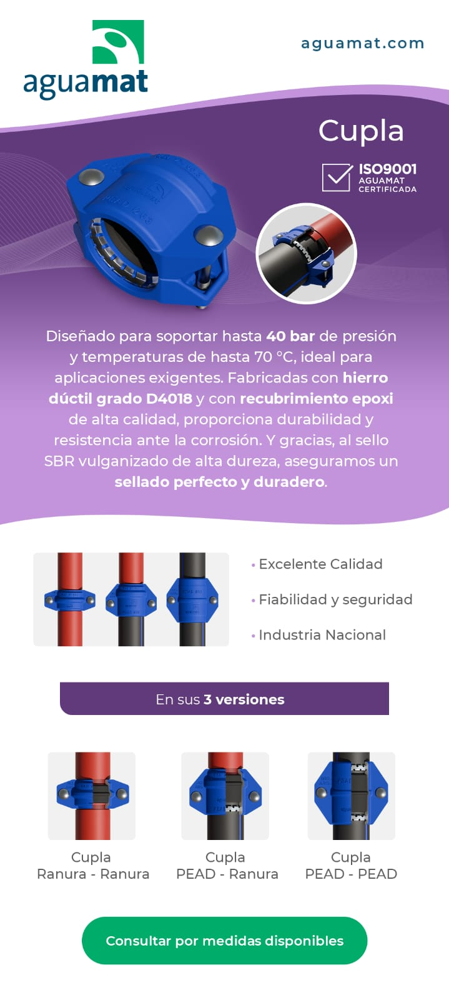 aguamat
aguamat.com
Cupla
ISO9001
AGUAMAT
CERTIFICADA
Diseñado para soportar hasta 40 bar de presión
y temperaturas de hasta 70 °C, ideal para
aplicaciones exigentes. Fabricadas con hierro
dúctil grado D4018 y con recubrimiento epoxi
de alta calidad, proporciona durabilidad y
resistencia ante la corrosión. Y gracias, al sello
SBR vulganizado de alta dureza, aseguramos un
sellado perfecto y duradero.
• Excelente Calidad
• Fiabilidad y seguridad
• Industria Nacional
En sus 3 versiones
Cupla
Ranura - Ranura
Cupla
PEAD - Ranura
Cupla
PEAD - PEAD
Consultar por medidas disponibles